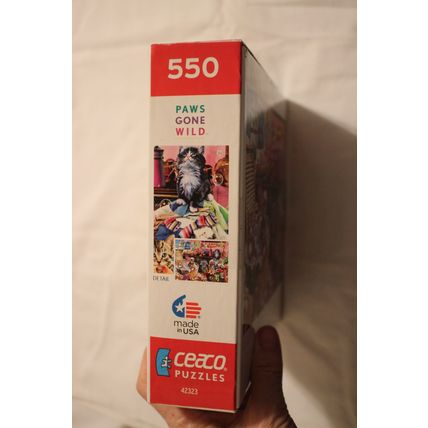 550
PAWS
GONE
WILD
DETAIL
made
in USA
ceaco®
PUZZLES
42323